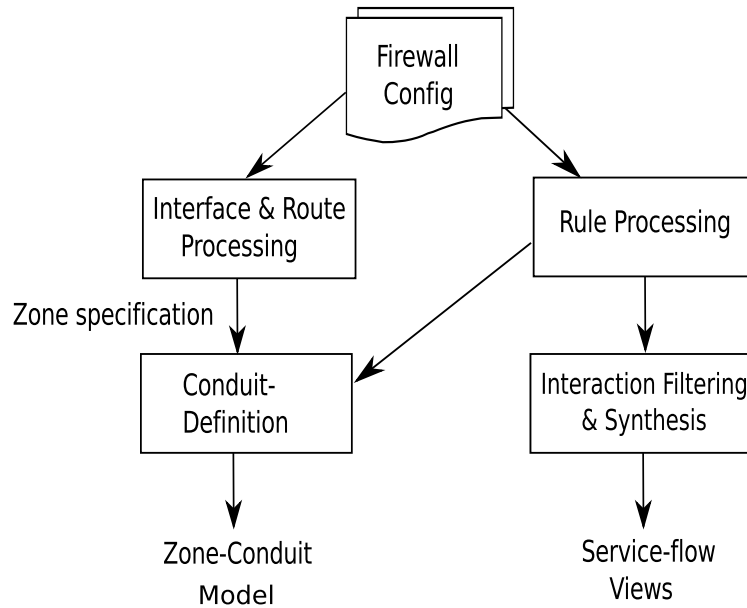 Firewall
Config
Interface & Route
Processing
Rule Processing
Zone specification
Conduit-
Definition
Interaction Filtering
& Synthesis
Zone-Conduit
Model
Service-flow
Views